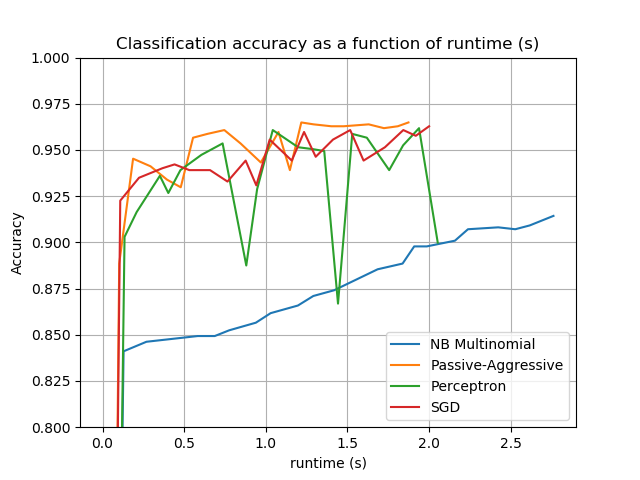 Classification accuracy as a function of runtime (s)
1.000
0.975
0.950
0.925
0.900
0.875
0.850
0.825
0.800
Accuracy
NB Multinomial
Passive-Aggressive
Perceptron
SGD
0.0 0.5 1.0 1.5 2.0 2.5
runtime (s)